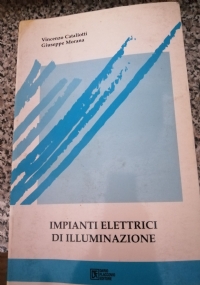 Vincenzo Cataliotti
Giuseppe Morana
IMPIANTI ELETTRICI
DI ILLUMINAZIONE